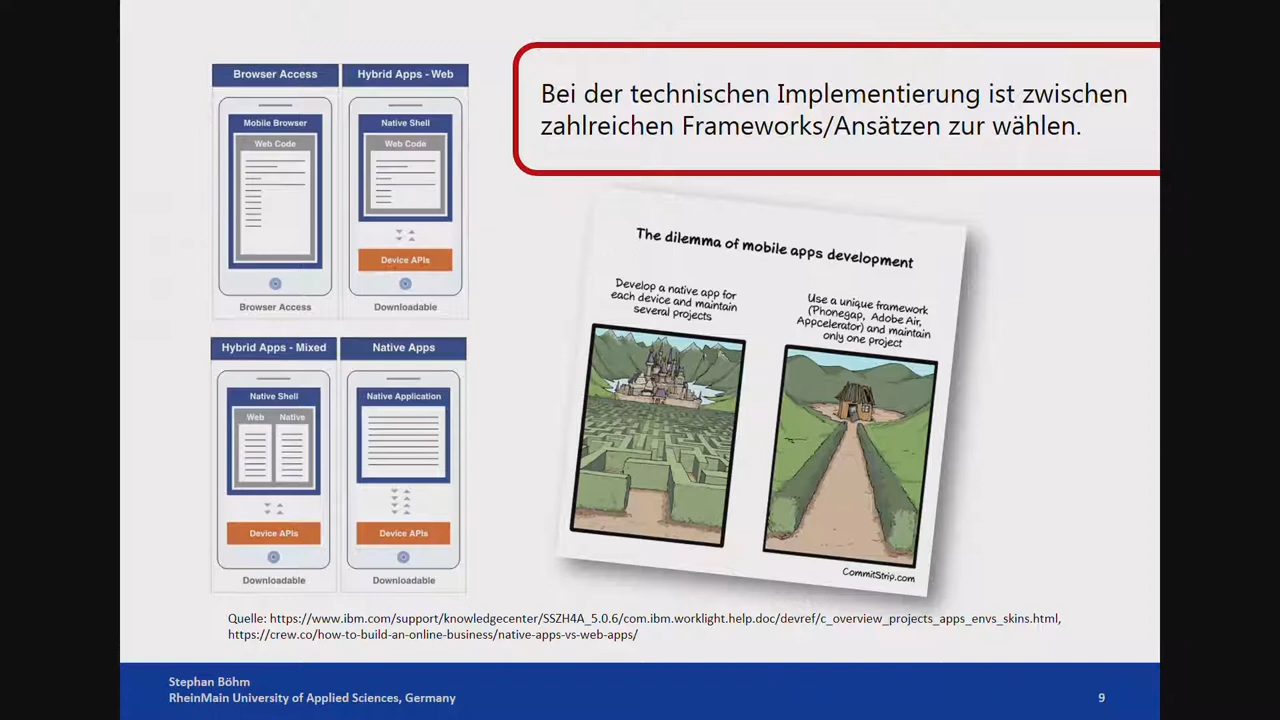 Bei der technischen Implementierung ist zwischen
zahlreichen Frameworks/Ansätzen zur wählen.
Browser Access
Mobile Browser
Web Code
Browser Access
Hybrid Apps - Web
Native Shell
Web Code
Device APIs
Downloadable
Hybrid Apps - Mixed
Native Shell
Web
Native
Device APIs
Downloadable
Native Apps
Native Application
Device APIs
Downloadable
The dilemma of mobile apps development
Develop a native app for
each device and maintain
several projects
Use a unique framework
(Phonegap, Adobe Air,
Appcelerator) and maintain
only one project
CommitStrip.com
Quelle: https://www.ibm.com/support/knowledgecenter/SSZH4A_5.0.6/com.ibm.worklight.help.doc/devref/c_overview_projects_apps_envs_skins.html,
https://crew.co/how-to-build-an-online-business/native-apps-vs-web-apps/
Stephan Böhm
RheinMain University of Applied Sciences, Germany
9